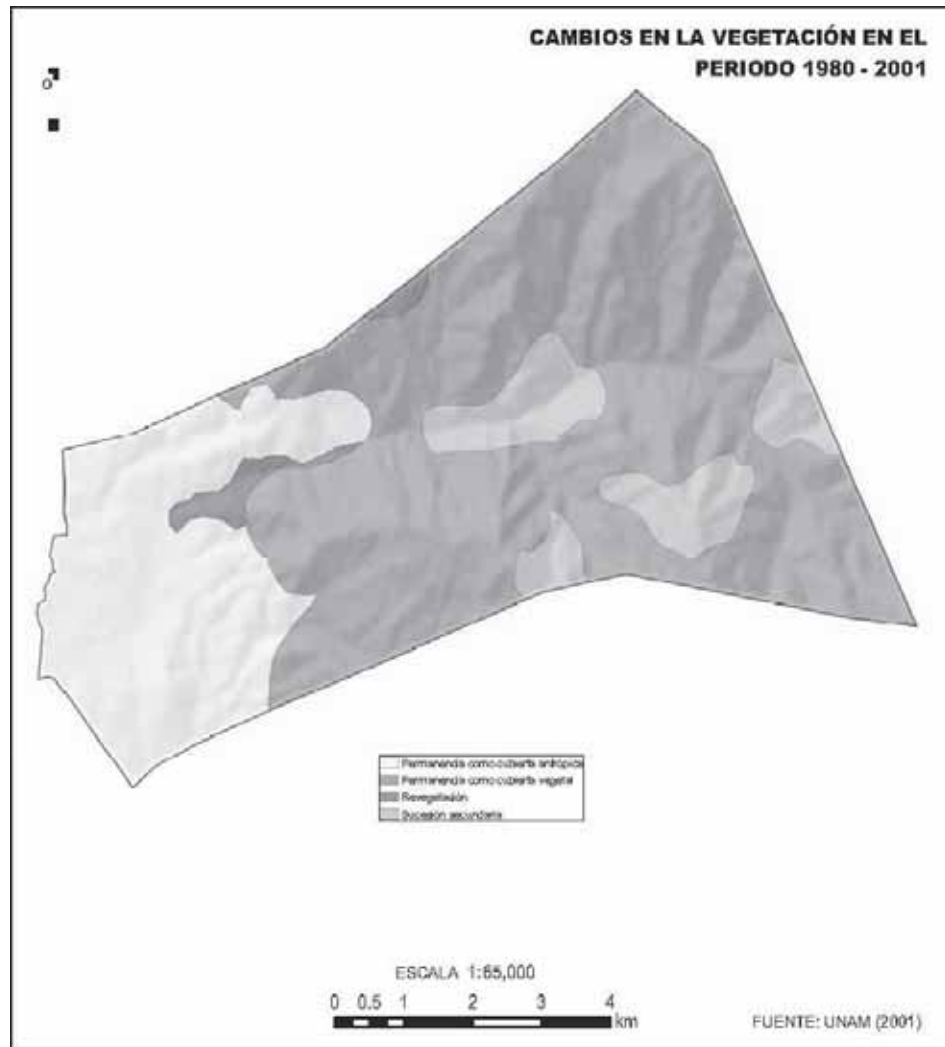 CAMBIOS EN LA VEGETACIÓN EN EL
PERIODO 1980 - 2001
Permanencia como cubierta antrópica
Permanencia como cubierta vegetal
Revegetación
Sucesión secundaria
ESCALA 1:65,000
0 0.5 1 2 3 4
km
FUENTE: UNAM (2001)